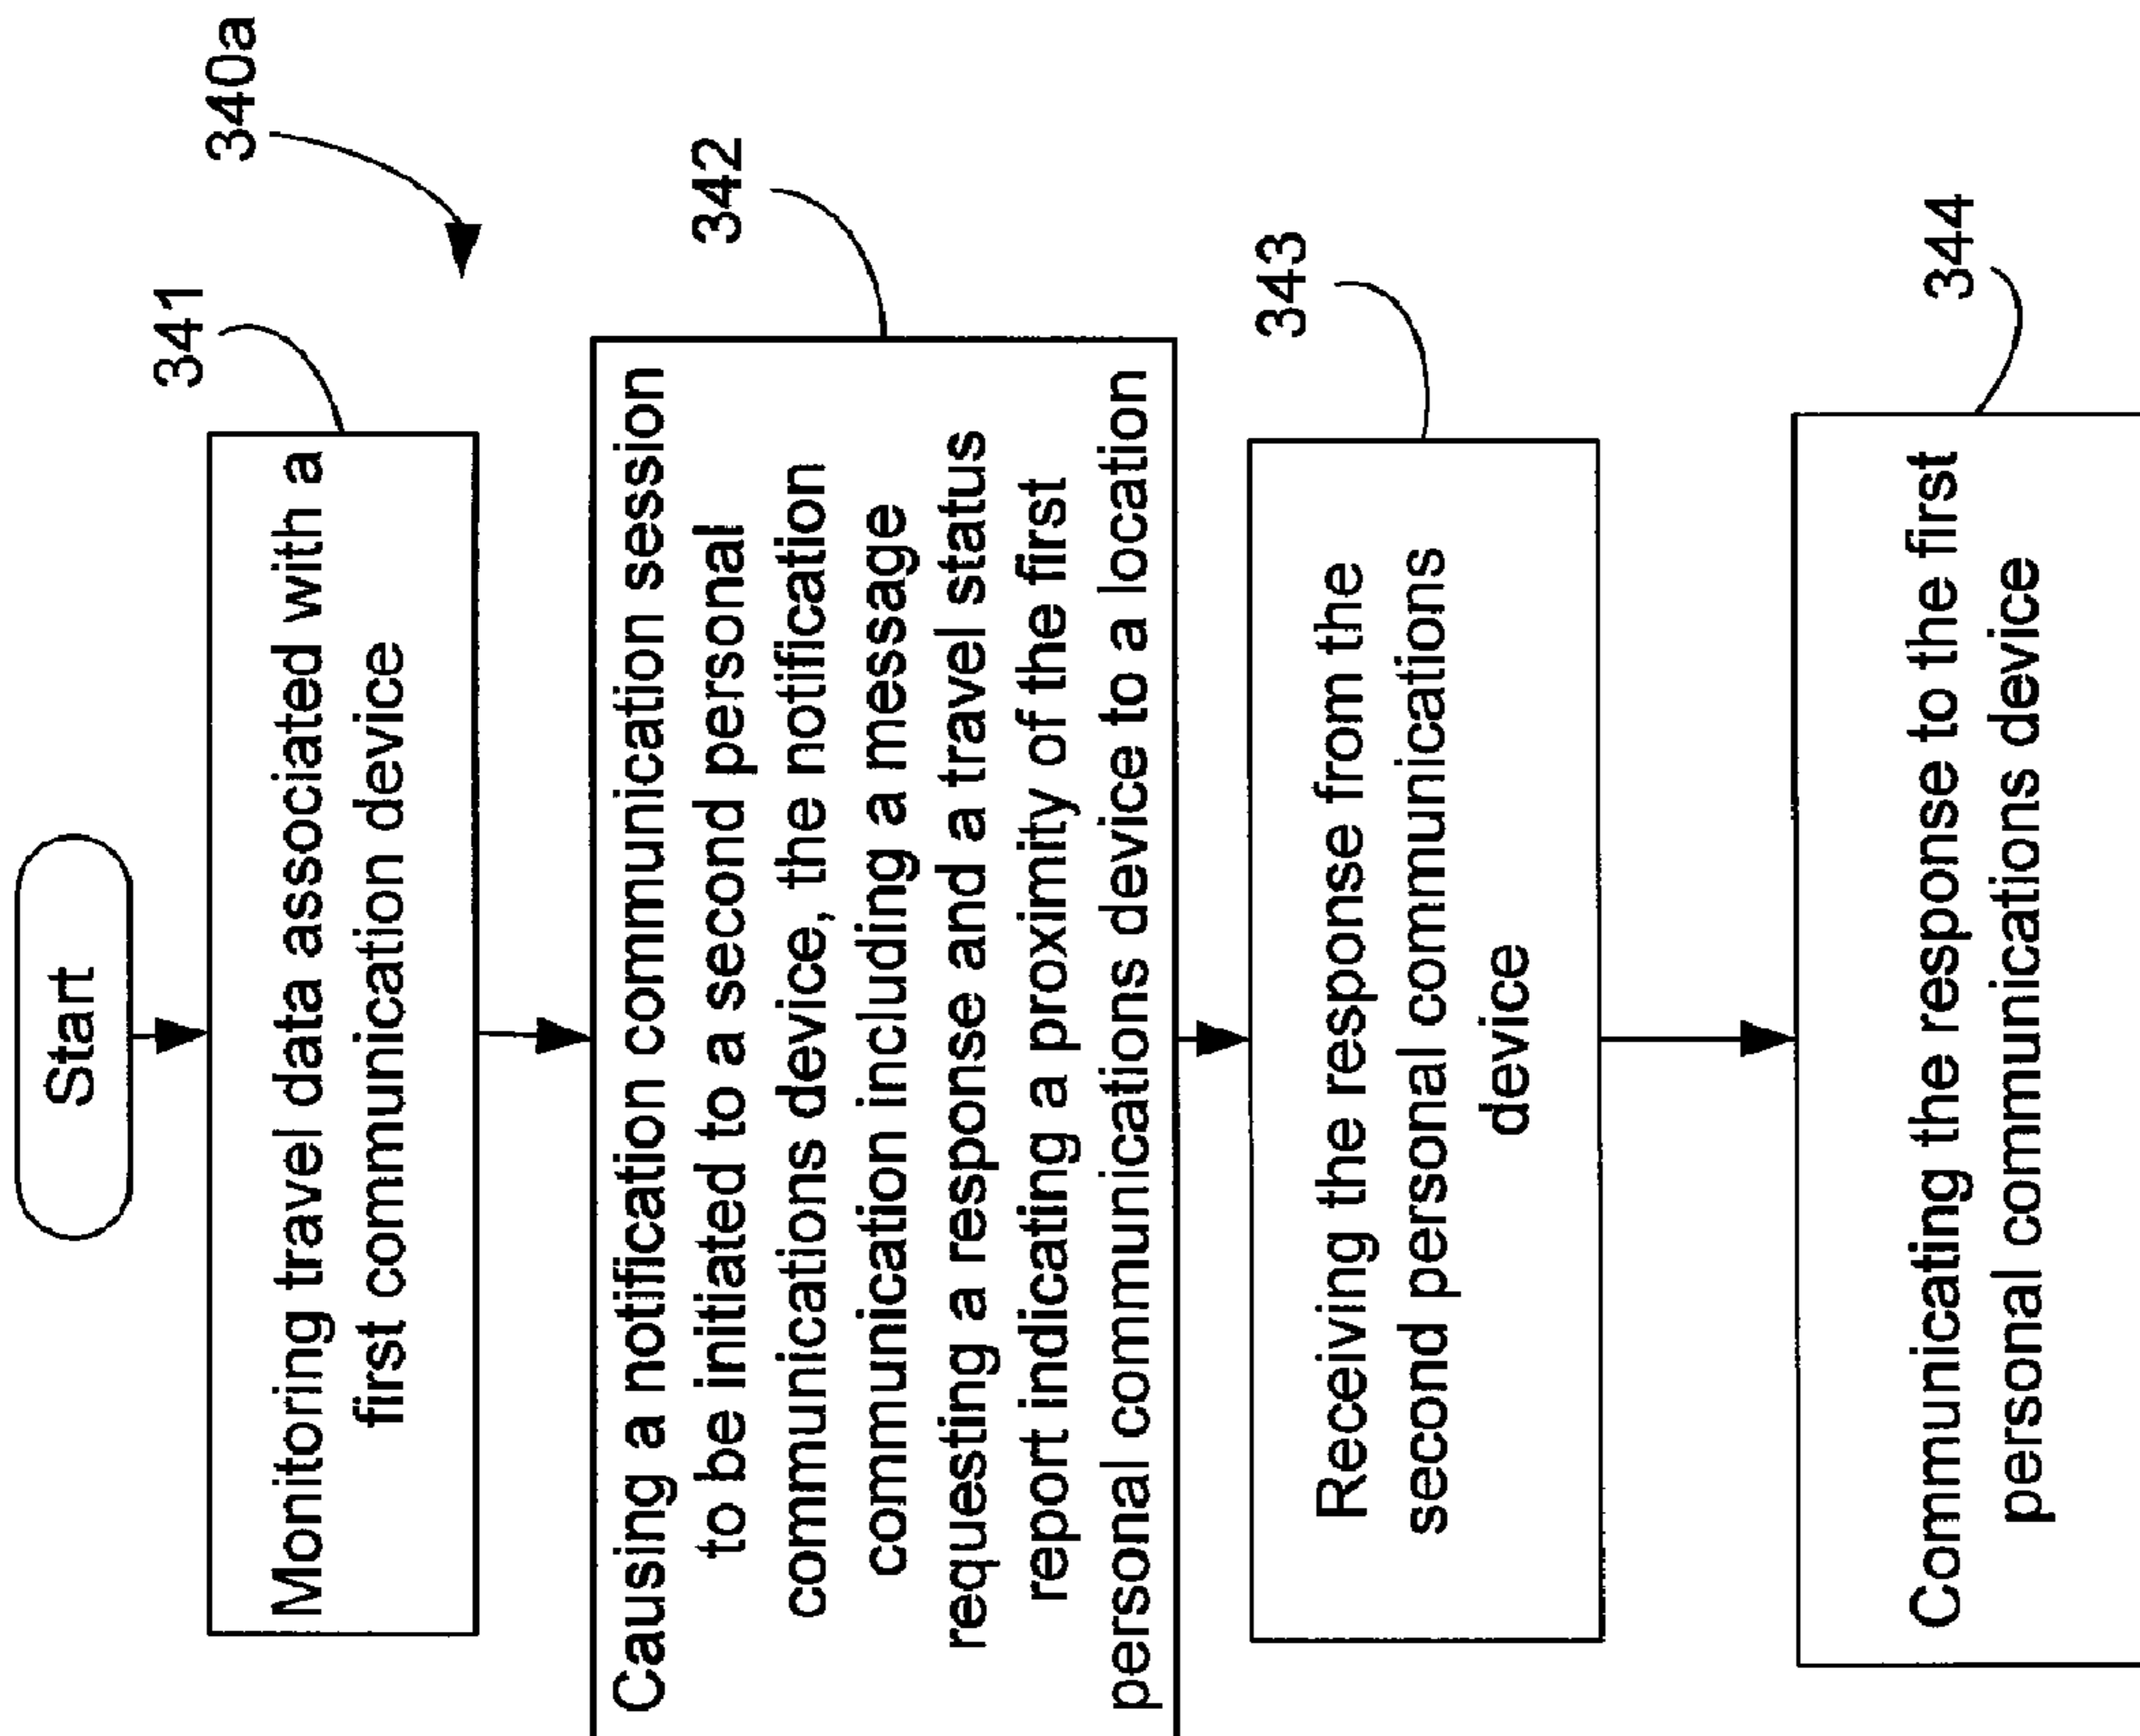 Start
340a
341
Monitoring travel data associated with a
first communication device
342
Causing a notification communication session
to be initiated to a second personal
communications device, the notification
communication including a message
requesting a response and a travel status
report indicating a proximity of the first
personal communications device to a location
343
Receiving the response from the
second personal communications
device
344
Communicating the response to the first
personal communications device